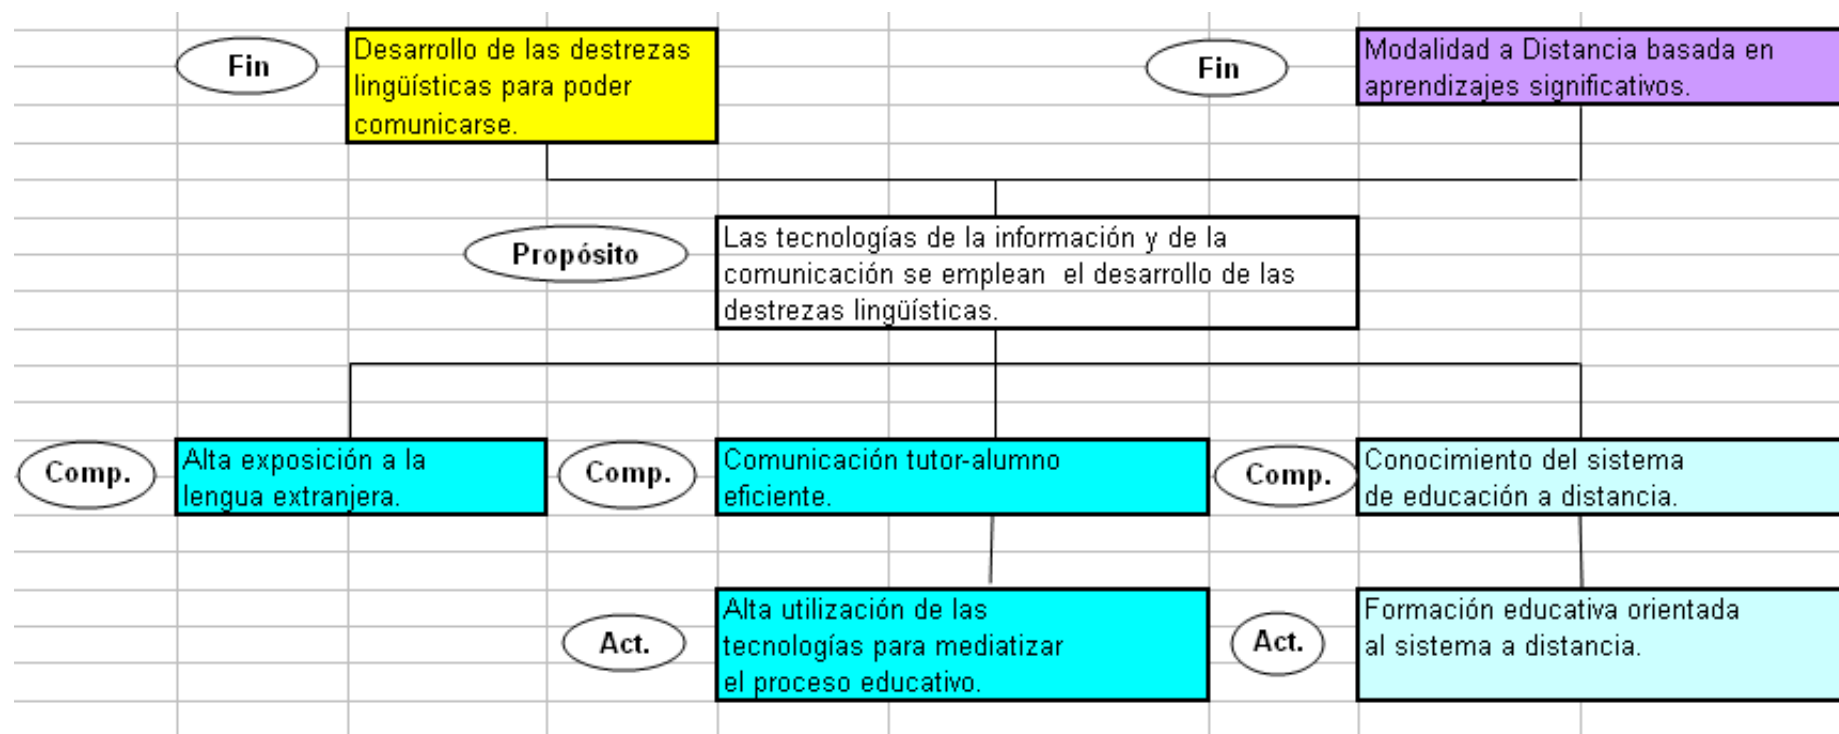 Fin
Desarrollo de las destrezas
lingüísticas para poder
comunicarse.
Fin
Modalidad a Distancia basada en
aprendizajes significativos.
Propósito
Las tecnologías de la información y de la
comunicación se emplean  el desarrollo de las
destrezas lingüísticas.
Comp.
Alta exposición a la
lengua extranjera.
Comp.
Comunicación tutor-alumno
eficiente.
Comp.
Conocimiento del sistema
de educación a distancia.
Act.
Alta utilización de las
tecnologías para mediatizar
el proceso educativo.
Act.
Formación educativa orientada
al sistema a distancia.